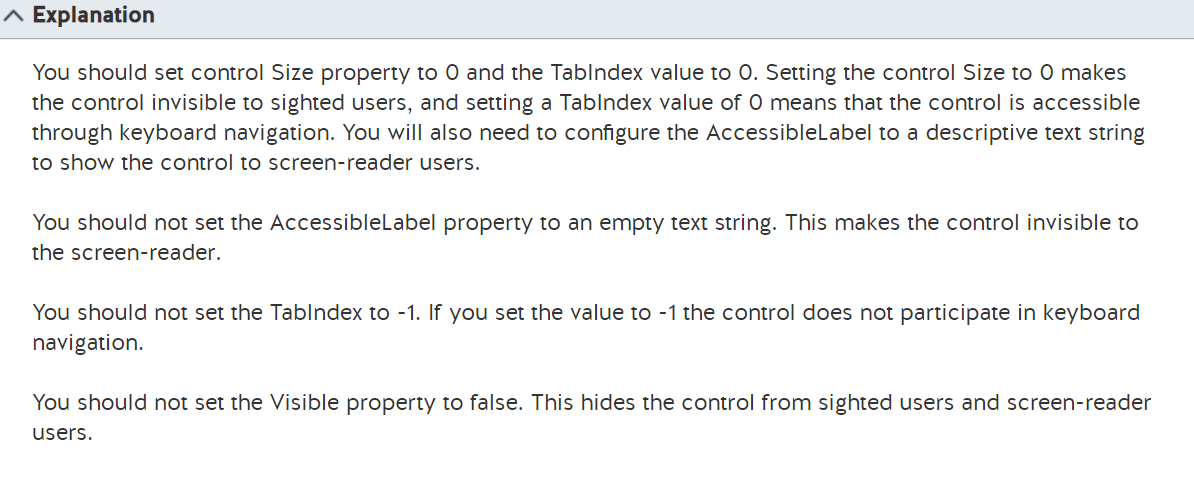 Explanation
You should set control Size property to 0 and the TabIndex value to 0. Setting the control Size to 0 makes
the control invisible to sighted users, and setting a TabIndex value of 0 means that the control is accessible
through keyboard navigation. You will also need to configure the AccessibleLabel to a descriptive text string
to show the control to screen-reader users.
You should not set the AccessibleLabel property to an empty text string. This makes the control invisible to
the screen-reader.
You should not set the TabIndex to -1. If you set the value to -1 the control does not participate in keyboard
navigation.
You should not set the Visible property to false. This hides the control from sighted users and screen-reader
users.